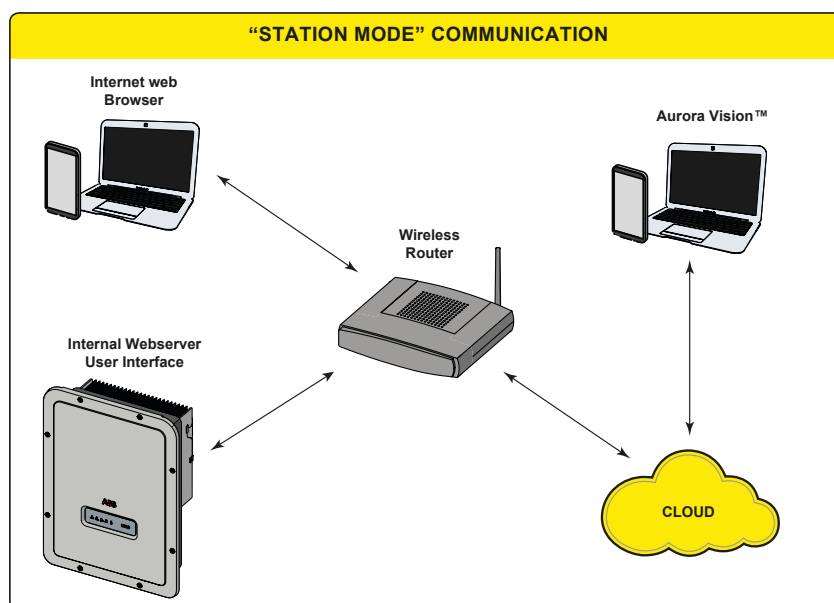 “STATION MODE” COMMUNICATION
Internet web
Browser
Aurora Vision™
Wireless
Router
Internal Webserver
User Interface
ABB
CLOUD